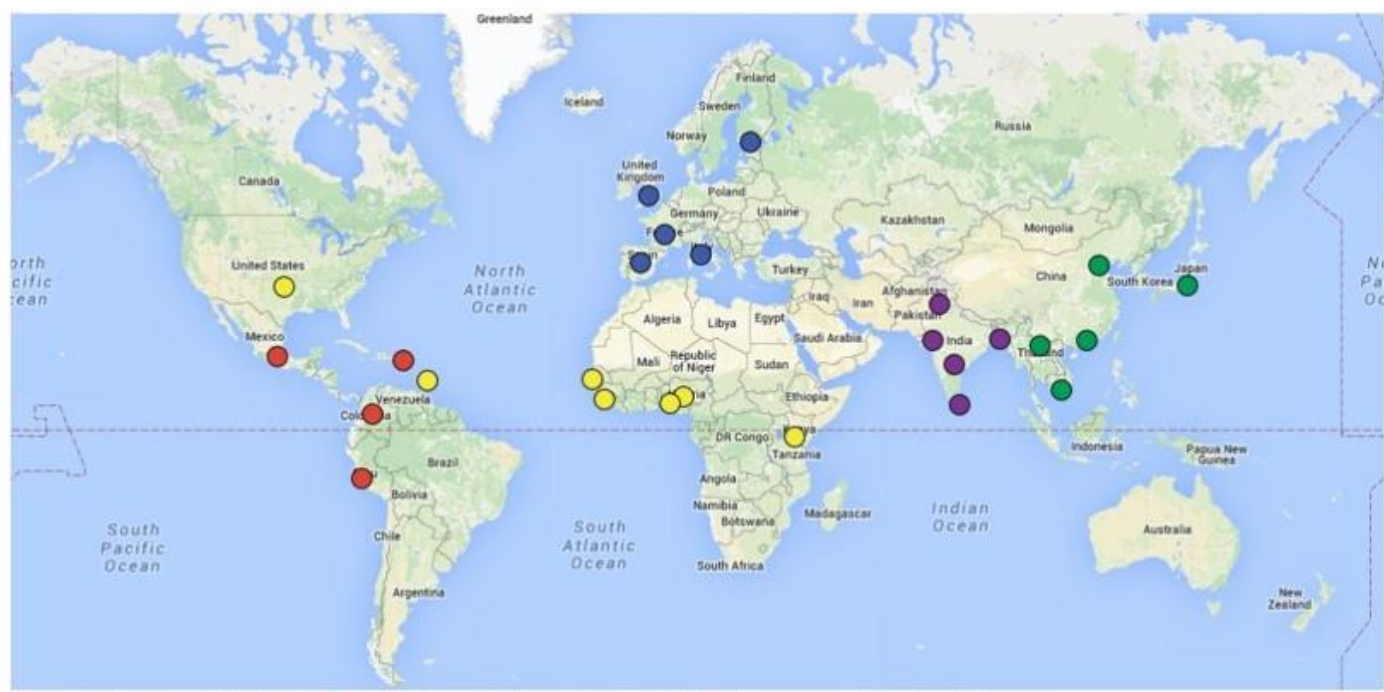 Greenland
Iceland
Finland
Sweden
Norway
Russia
United
Kingdom
Canada
Poland
Germany
Ukraine
Kazakhstan
Mongolia
United States
North
Atlantic
Ocean
Turkey
China
South Korea
Japan
Afghanistan
Iraq
Iran
Pakistan
Algeria
Libya
Egypt
Saudi Arabia
India
Mexico
Mali
Republic
of Niger
Sudan
Venezuela
Ethiopia
DR Congo
Tanzania
Indonesia
Papua New
Guinea
Brazil
Angola
Bolivia
Namibia
Botswana
Madagascar
Indian
Ocean
South
Pacific
Ocean
South
Atlantic
Ocean
Chile
Australia
South Africa
Argentina
New
Zealand